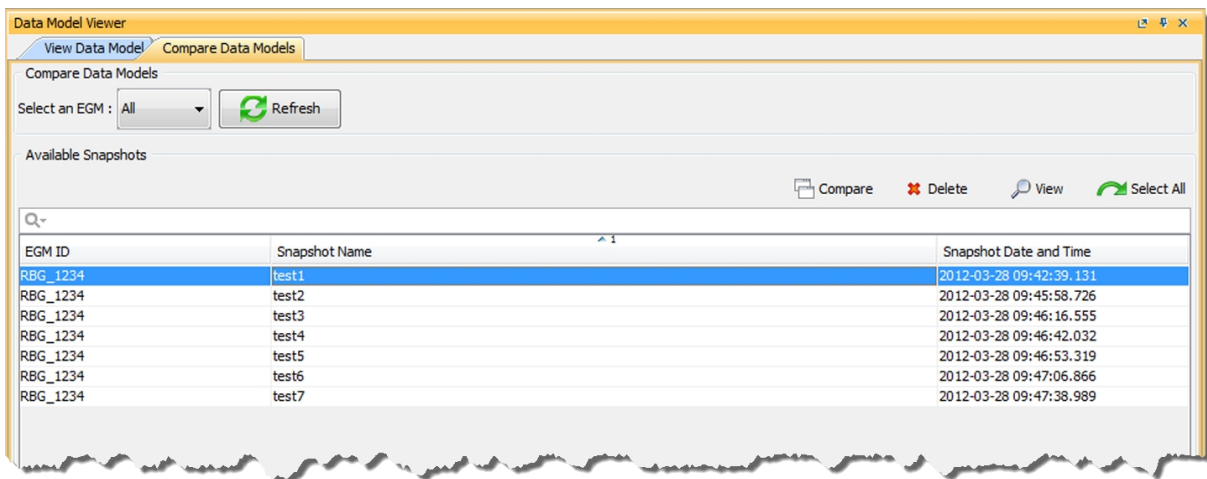 Data Model Viewer
View Data Model Compare Data Models
Compare Data Models
Select an EGM : All Refresh
Available Snapshots
Compare Delete View Select All
1
EGM ID Snapshot Name Snapshot Date and Time
RBG_1234 test1 2012-03-28 09:42:39.131
RBG_1234 test2 2012-03-28 09:45:58.726
RBG_1234 test3 2012-03-28 09:46:16.555
RBG_1234 test4 2012-03-28 09:46:42.032
RBG_1234 test5 2012-03-28 09:46:53.319
RBG_1234 test6 2012-03-28 09:47:06.866
RBG_1234 test7 2012-03-28 09:47:38.989